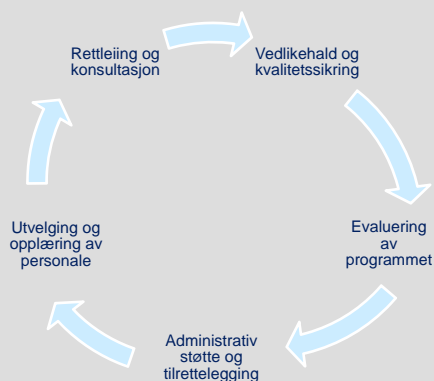 Rettleiing og
konsultasjon
Vedlikehald og
kvalitetssikring
Evaluering
av
programmet
Administrativ
støtte og
tilrettelegging
Utvelging og
opplæring av
personale